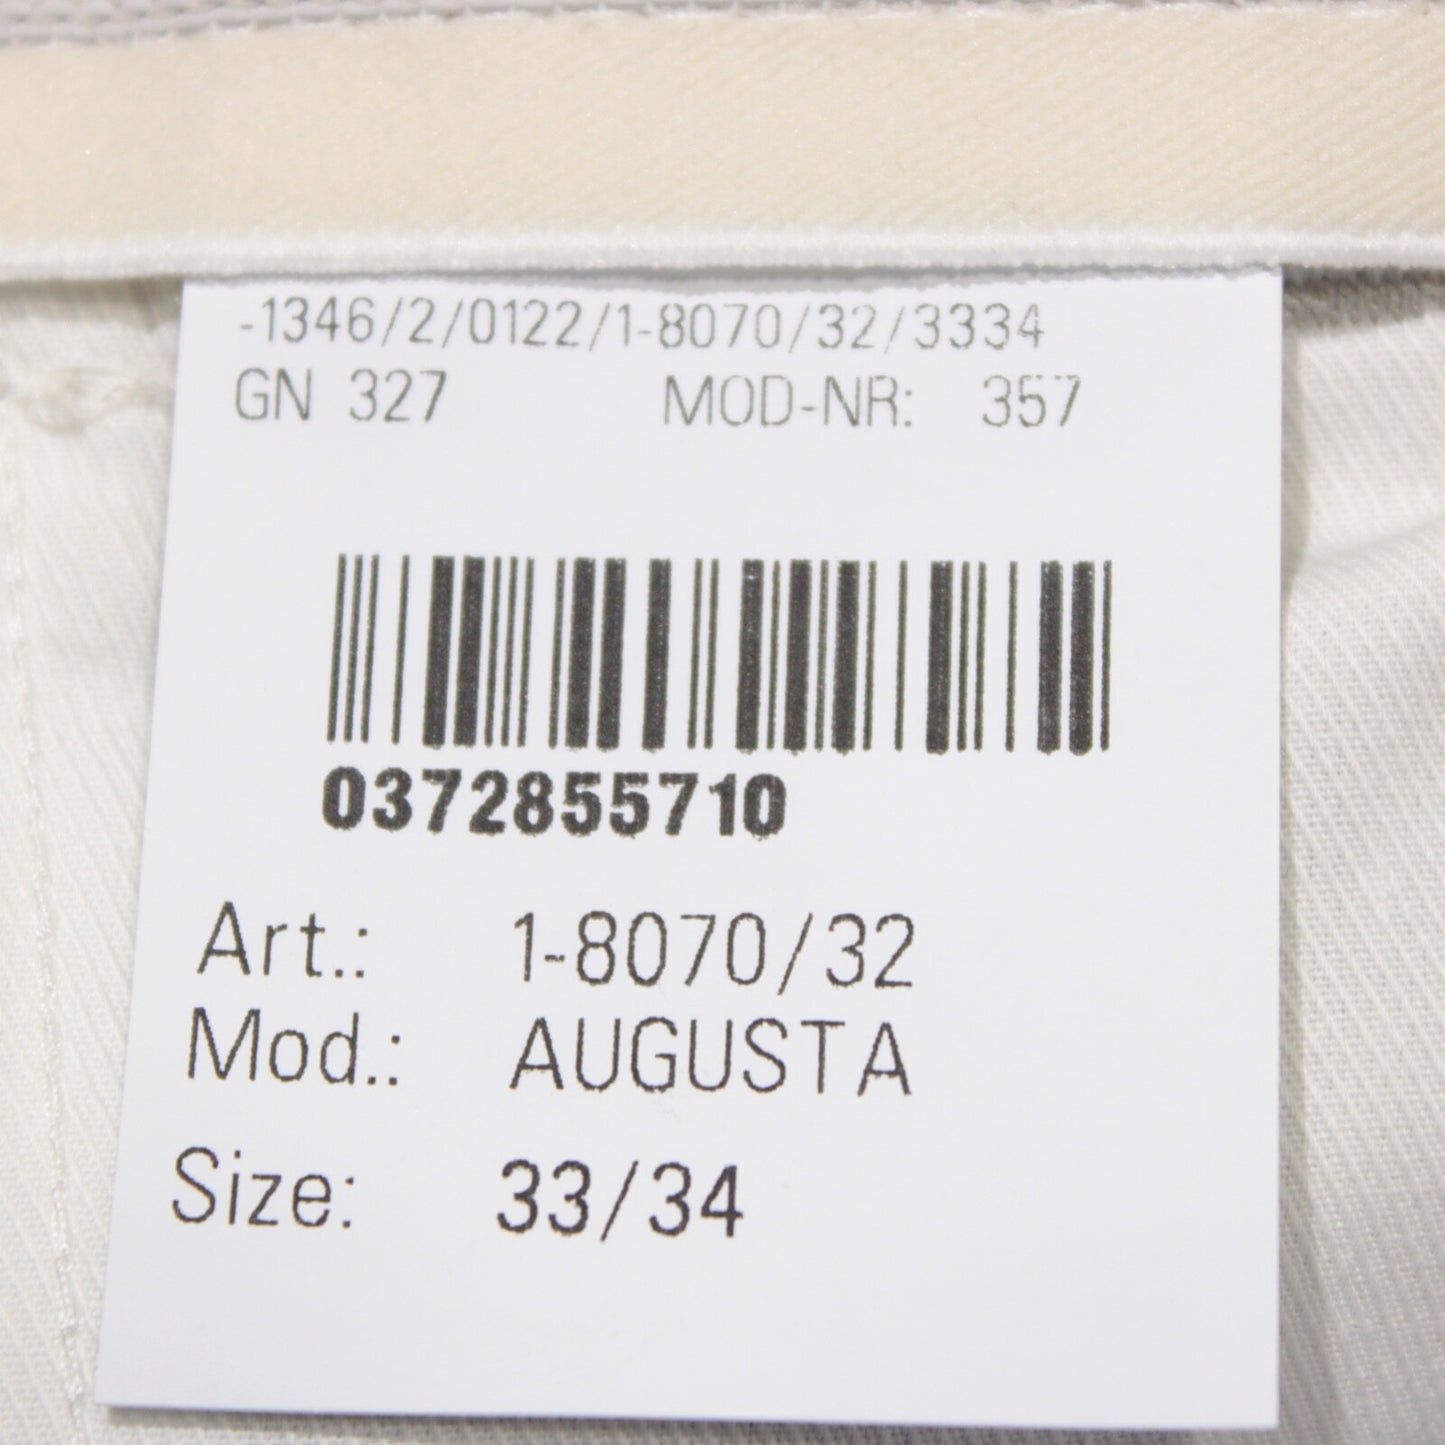 -1346/2/0122/1-8070/32/3334
GN 327 MOD-NR: 357
0372855710
Art.: 1-8070/32
Mod.: AUGUSTA
Size: 33/34